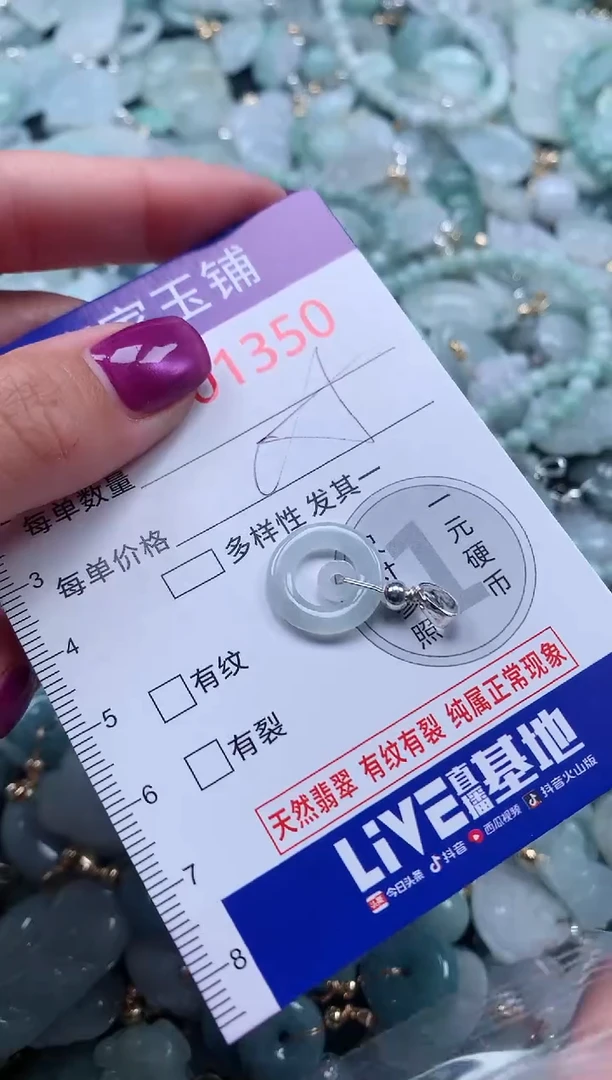 玉铺
01350
每单数量
每单价格
多样性 发其一
一元硬币
照
1
有纹
有裂
3
4
5
6
7
8
天然翡翠 有纹有裂 纯属正常现象
LiVE直播基地
今日头条 抖音 西瓜视频 抖音火山版